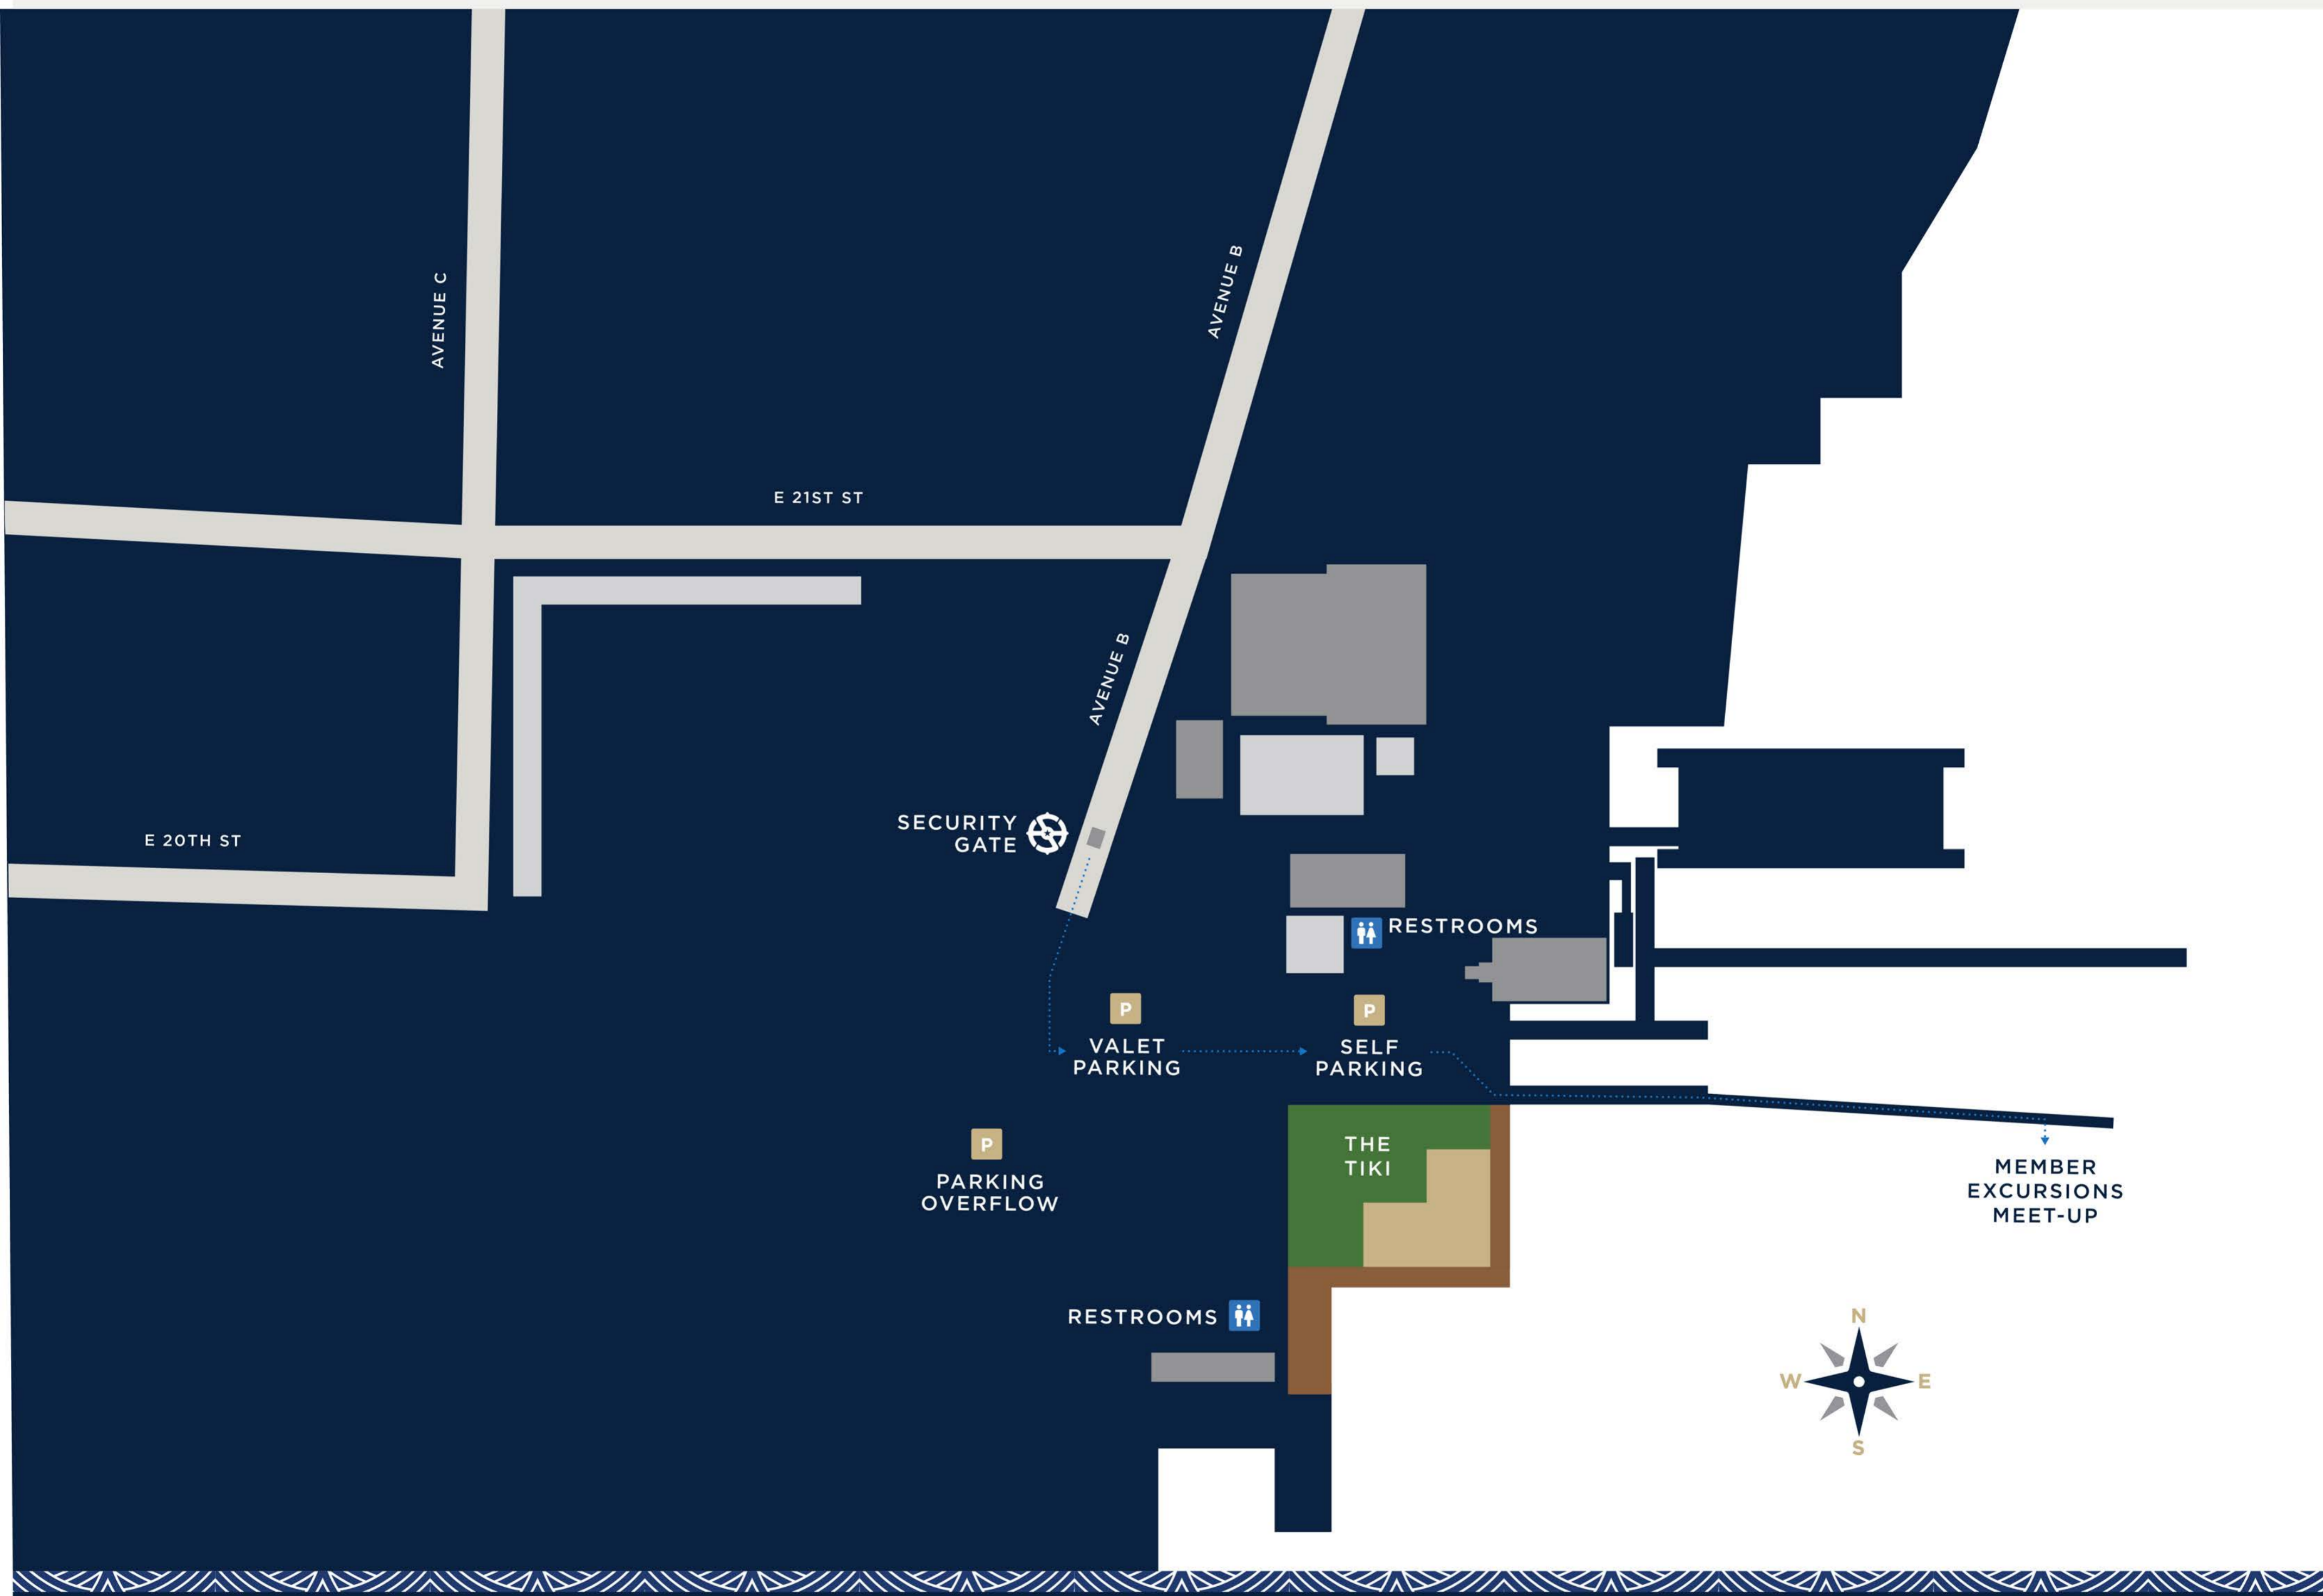 AVENUE B
AVENUE C
E 21ST ST
AVENUE B
SECURITY
GATE
E 20TH ST
RESTROOMS
P
VALET
PARKING
P
SELF
PARKING
P
PARKING
OVERFLOW
THE
TIKI
MEMBER
EXCURSIONS
MEET-UP
RESTROOMS
N
W
E
S